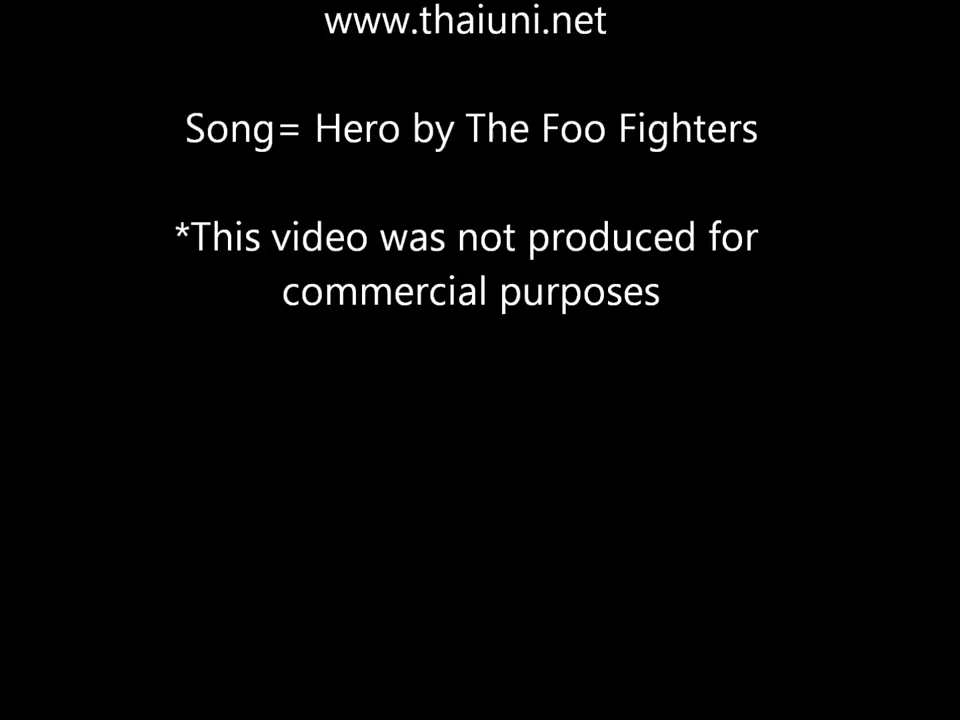 www.thaiuni.net
Song= Hero by The Foo Fighters
*This video was not produced for
commercial purposes